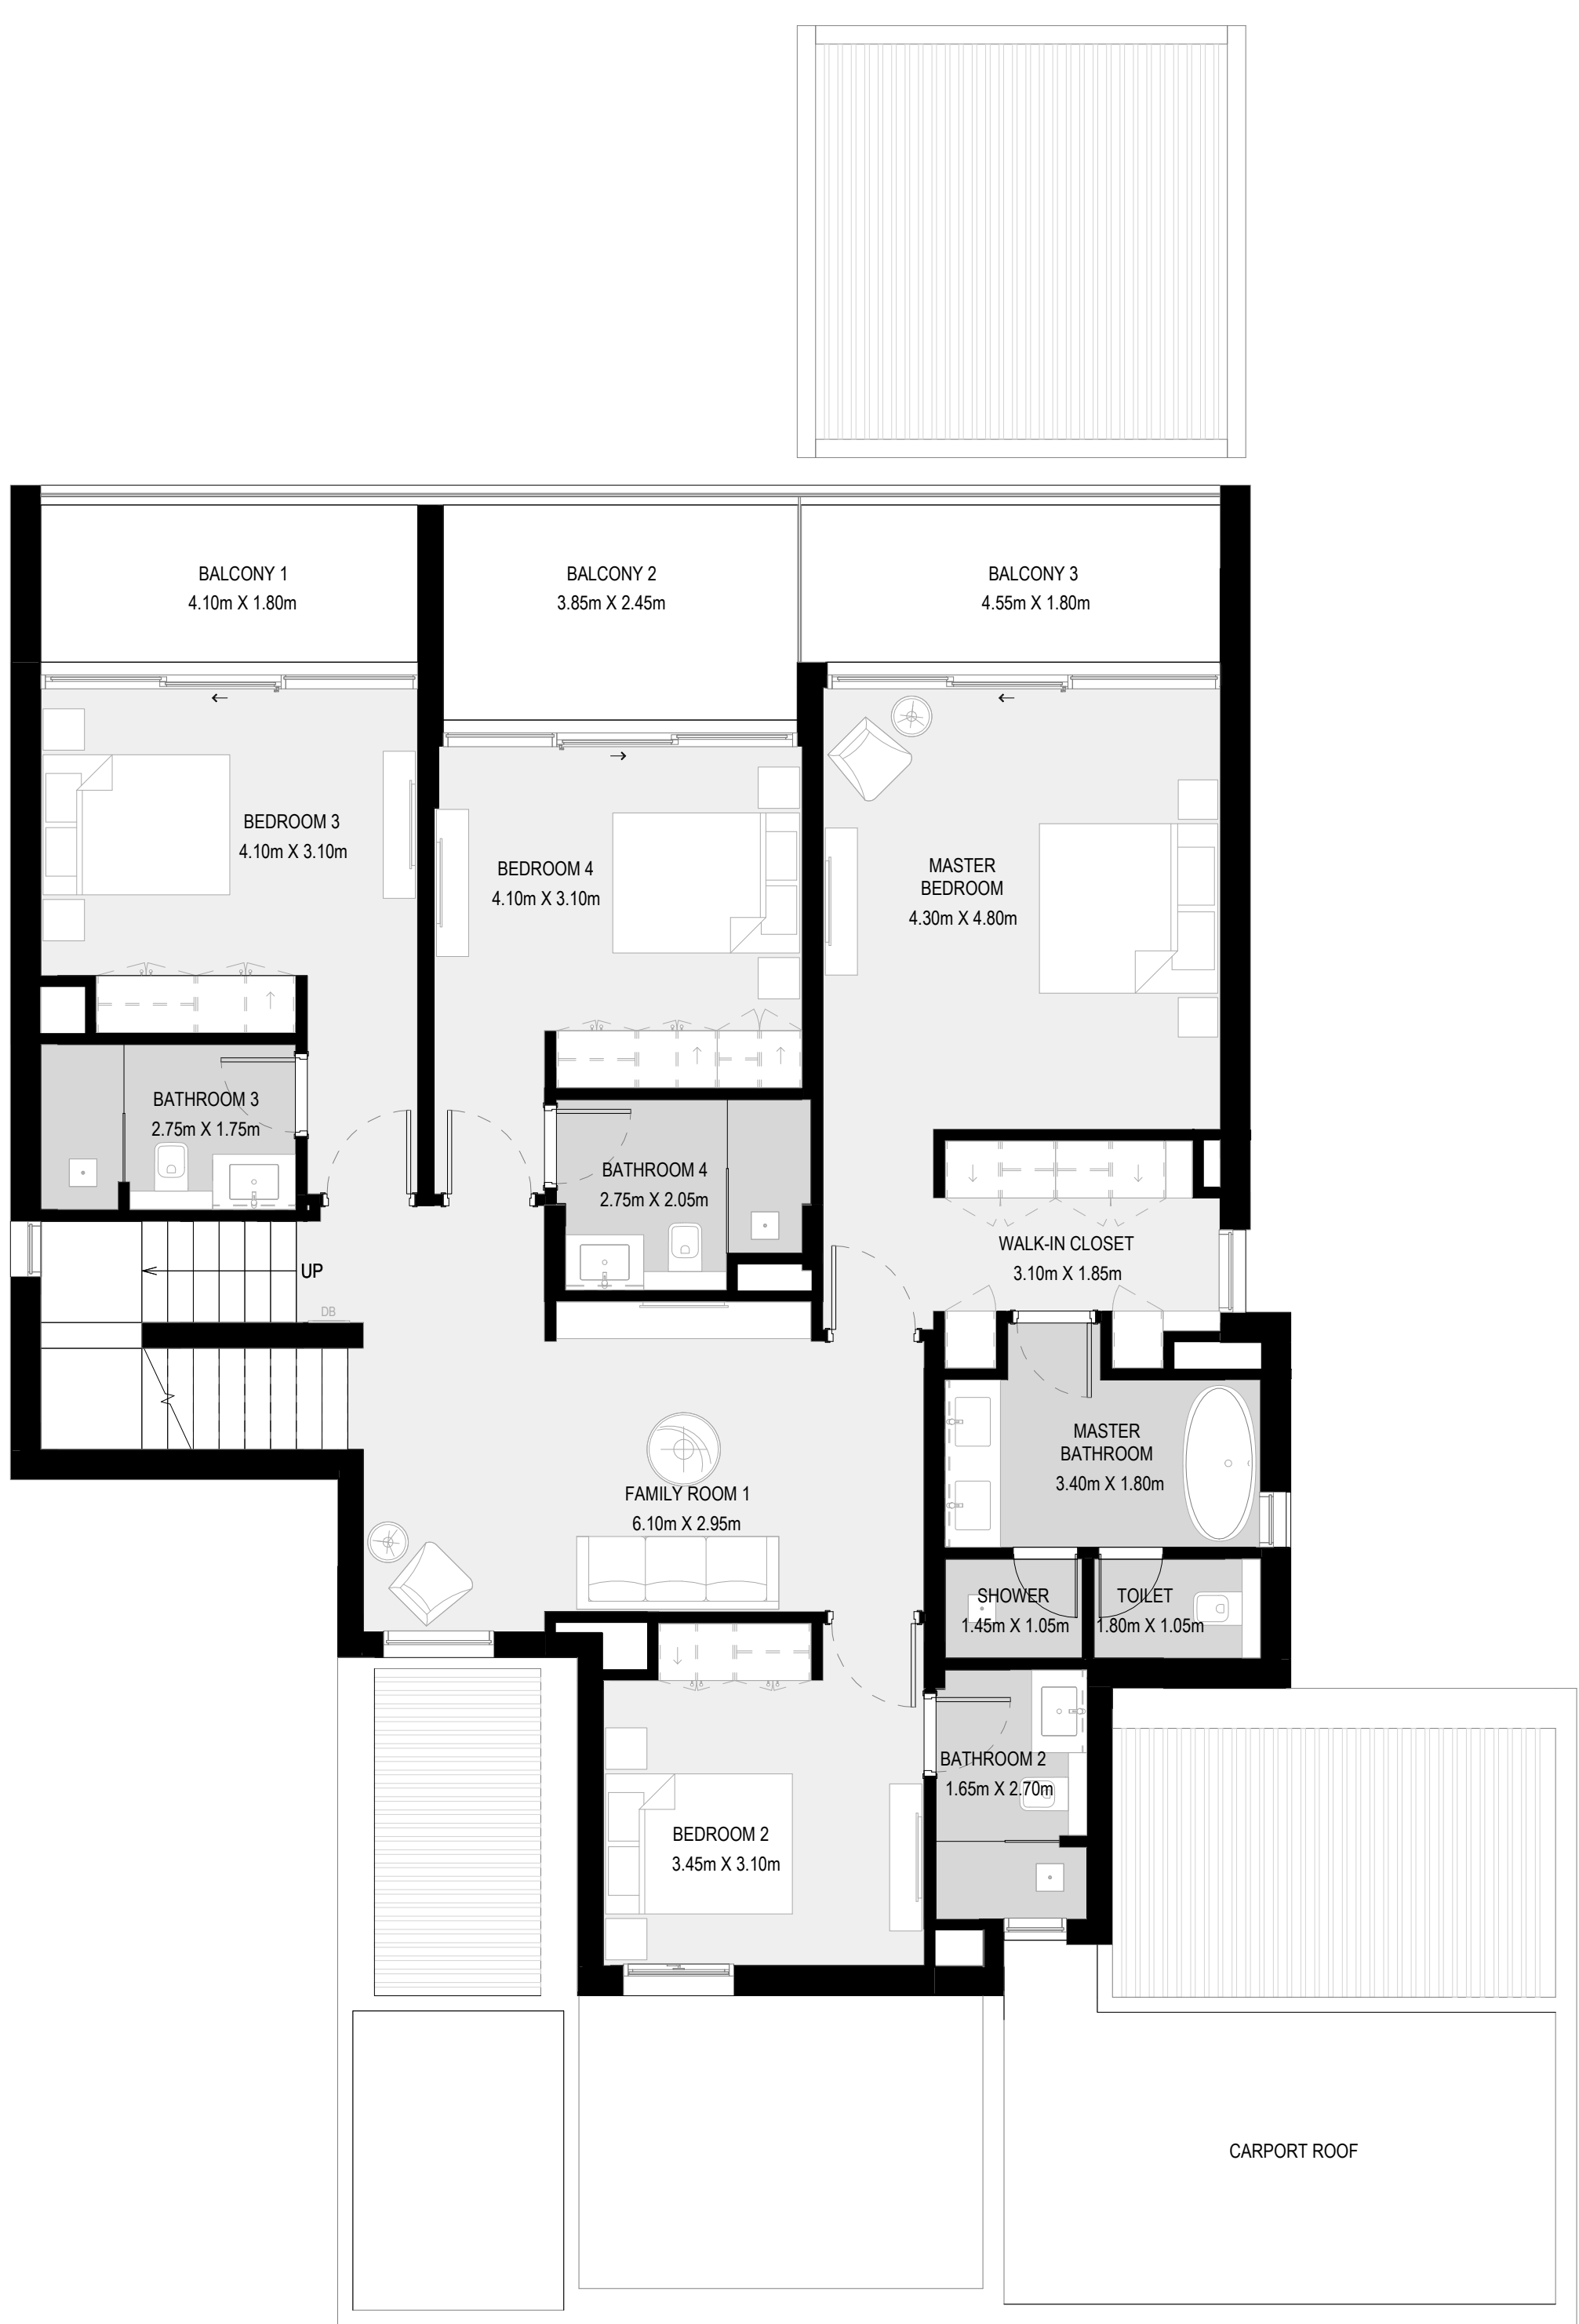 BALCONY 1
4.10m X 1.80m
BALCONY 2
3.85m X 2.45m
BALCONY 3
4.55m X 1.80m
BEDROOM 3
4.10m X 3.10m
BEDROOM 4
4.10m X 3.10m
MASTER
BEDROOM
4.30m X 4.80m
BATHROOM 3
2.75m X 1.75m
BATHROOM 4
2.75m X 2.05m
WALK-IN CLOSET
3.10m X 1.85m
UP
DB
MASTER
BATHROOM
3.40m X 1.80m
FAMILY ROOM 1
6.10m X 2.95m
SHOWER
1.45m X 1.05m
TOILET
1.80m X 1.05m
BATHROOM 2
1.65m X 2.70m
BEDROOM 2
3.45m X 3.10m
CARPORT ROOF